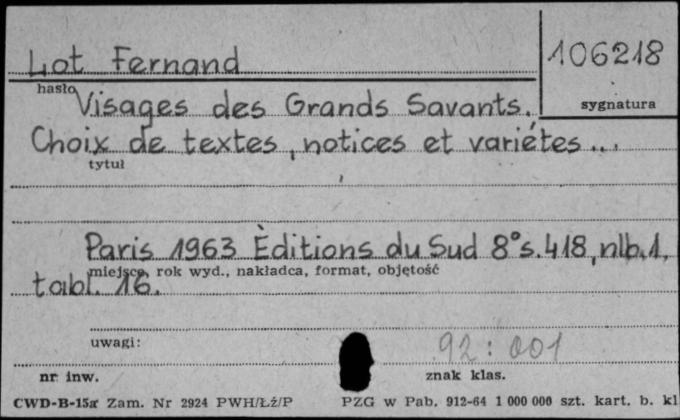 Lot Fernand
106218
hasło
sygnatura
Visages des Grands Savants.
Choix de textes, notices et variétes...
tytuł
Paris 1963 Èditions du Sud 8° s. 418, nlb. 1,
miejsce, rok wyd., nakładca, format, objętość
tabl. 16.
uwagi:
92:001
nr inw.
znak klas.
CWD-B-15a Zam. Nr 2924 PWH/Łź/P PZG w Pab. 912-64 1 000 000 szt. kart. b. kl